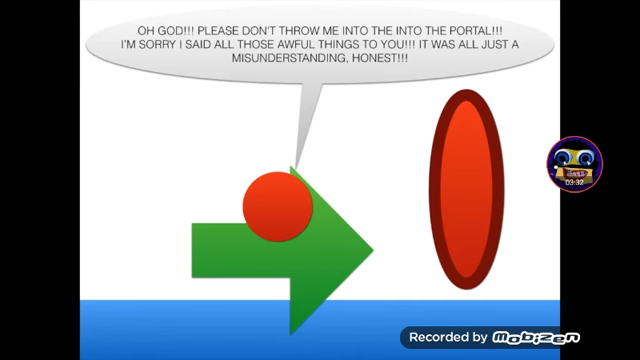 OH GOD!!! PLEASE DON'T THROW ME INTO THE INTO THE PORTAL!!!
I'M SORRY I SAID ALL THOSE AWFUL THINGS TO YOU!!! IT WAS ALL JUST A
MISUNDERSTANDING, HONEST!!!
03:32
Recorded by mobizen